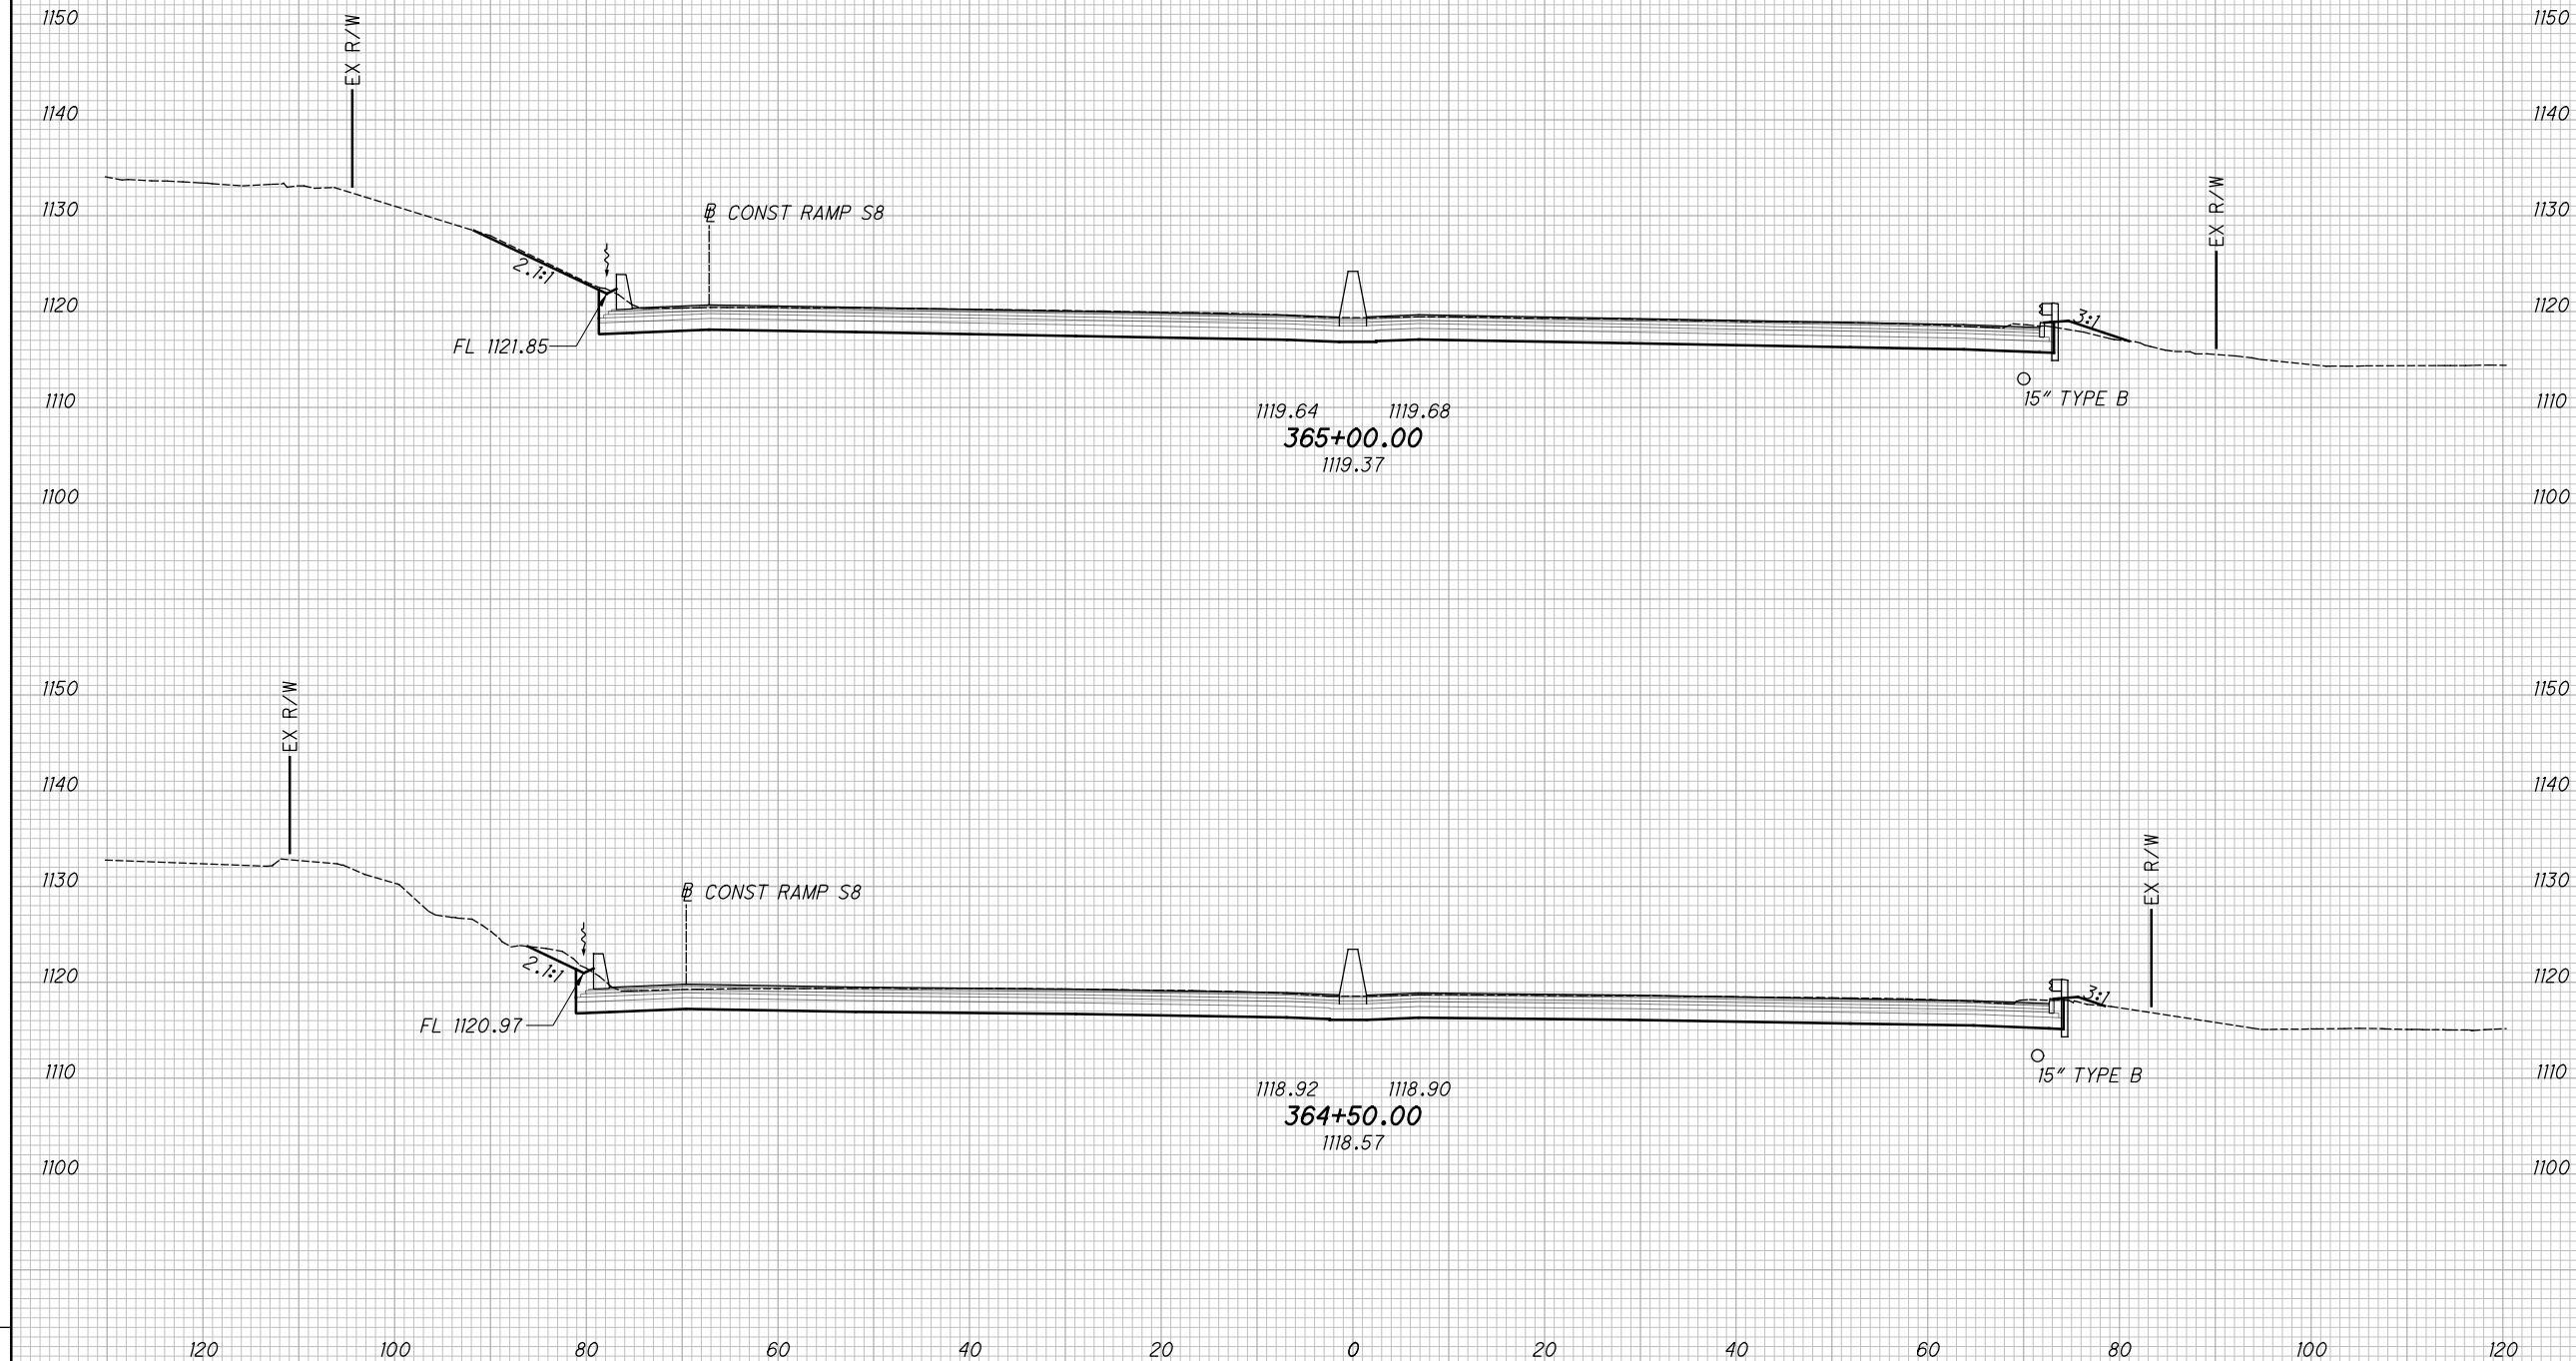 1150 1150
EX R/W
1140 1140
EX R/W
1130 ℄ CONST RAMP S8 1130
2.1:1
1120 3:1 1120
FL 1121.85
15" TYPE B
1110 1119.64 1119.68 1110
365+00.00
1119.37
1100 1100
1150 1150
EX R/W
1140 1140
EX R/W
1130 ℄ CONST RAMP S8 1130
2.1:1
1120 3:1 1120
FL 1120.97
1110 15" TYPE B 1110
1118.92 1118.90
364+50.00
1118.57
1100 1100
120 100 80 60 40 20 0 20 40 60 80 100 120